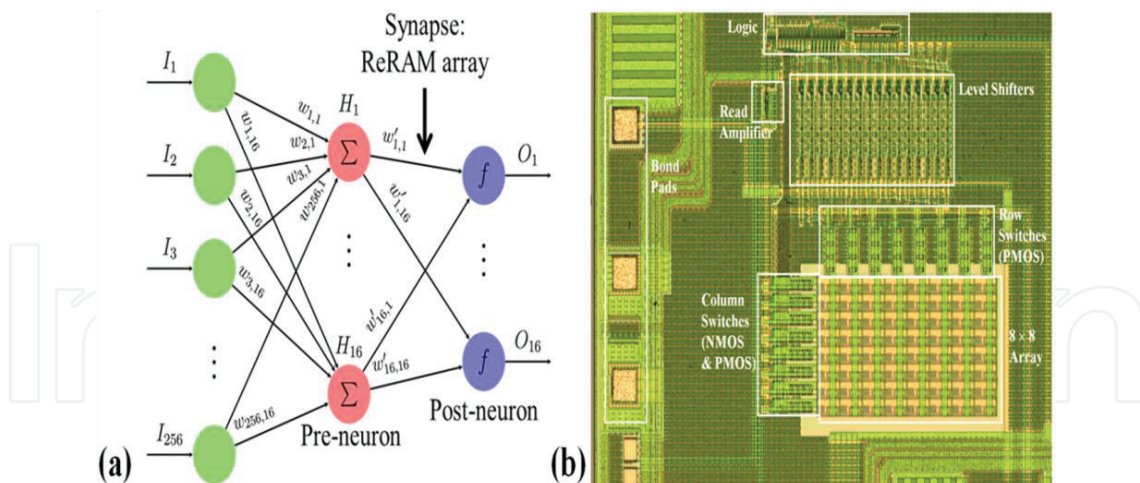 Synapse:
ReRAM array
I₁
I₂
I₃
I₂₅₆
w₁,₁
w₂,₁
w₃,₁
w₂₅₆,₁
w₁,₁₆
w₂,₁₆
w₃,₁₆
w₂₅₆,₁₆
H₁
Σ
H₁₆
Σ
Pre-neuron
w′₁,₁
w′₁,₁₆
w′₁₆,₁
w′₁₆,₁₆
f
O₁
f
O₁₆
Post-neuron
(a)
Logic
Level Shifters
Read
Amplifier
Bond
Pads
Row
Switches
(PMOS)
Column
Switches
(NMOS
& PMOS)
8 × 8
Array
(b)